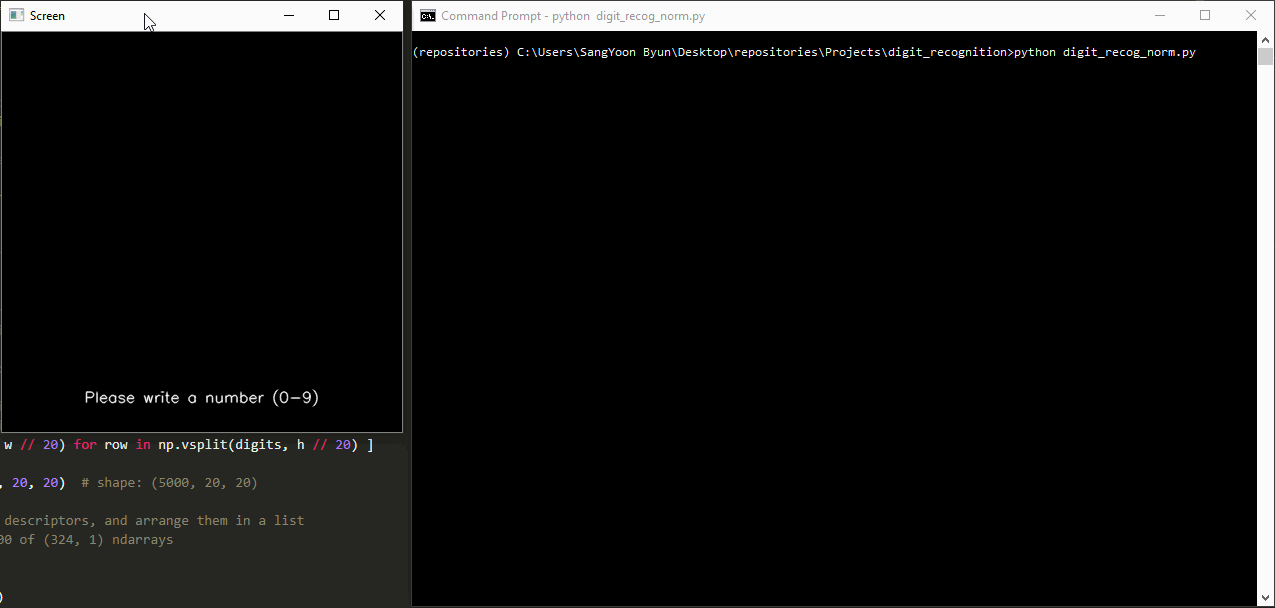 Screen
Please write a number (0-9)
w // 20) for row in np.vsplit(digits, h // 20) ]
, 20, 20)  # shape: (5000, 20, 20)
descriptors, and arrange them in a list
00 of (324, 1) ndarrays
)
Command Prompt - python  digit_recog_norm.py
(repositories) C:\Users\SangYoon Byun\Desktop\repositories\Projects\digit_recognition>python digit_recog_norm.py